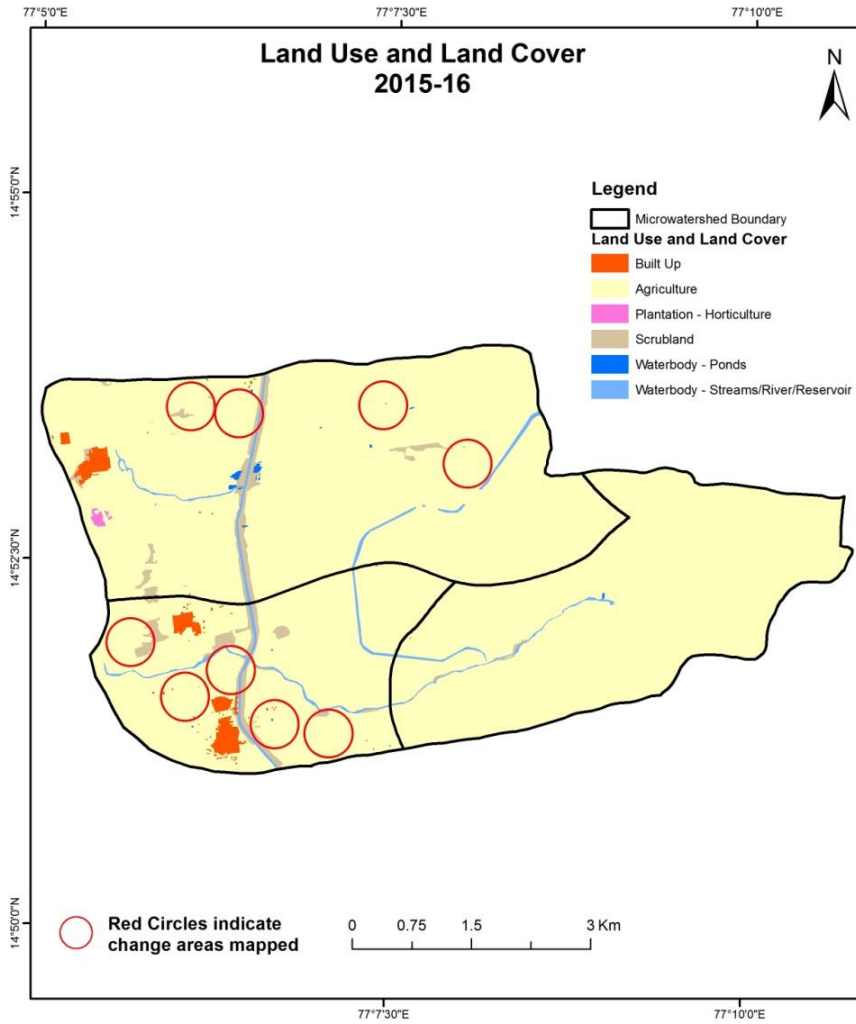 77°5'0"E
77°7'30"E
77°10'0"E
Land Use and Land Cover
2015-16
N
14°55'0"N
14°52'30"N
14°50'0"N
Legend
Microwatershed Boundary
Land Use and Land Cover
Built Up
Agriculture
Plantation - Horticulture
Scrubland
Waterbody - Ponds
Waterbody - Streams/River/Reservoir
Red Circles indicate
change areas mapped
0 0.75 1.5 3 Km
77°7'30"E
77°10'0"E